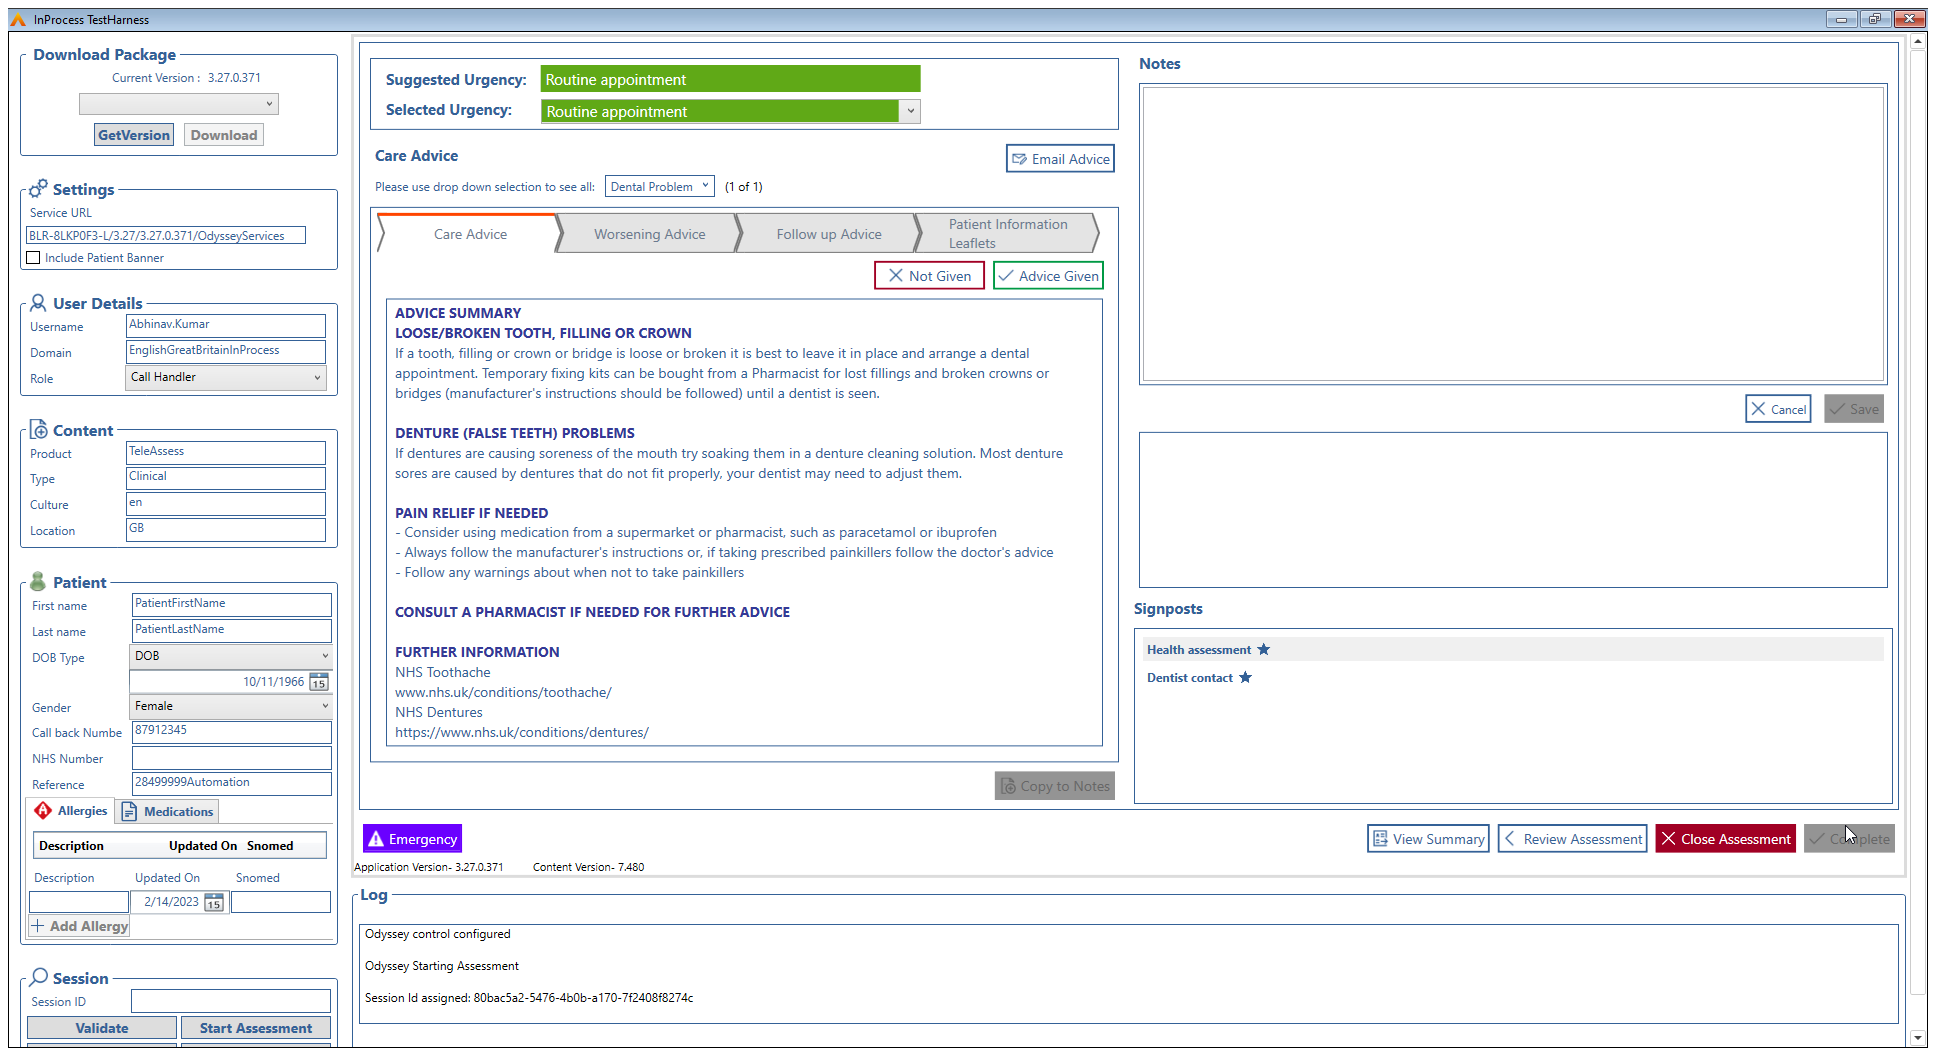 InProcess TestHarness
Download Package
Current Version : 3.27.0.371
GetVersion
Download
Settings
Service URL
BLR-8LKP0F3-L/3.27/3.27.0.371/OdysseyServices
Include Patient Banner
User Details
Username
Abhinav.Kumar
Domain
EnglishGreatBritainInProcess
Role
Call Handler
Content
Product
TeleAssess
Type
Clinical
Culture
en
Location
GB
Patient
First name
PatientFirstName
Last name
PatientLastName
DOB Type
DOB
10/11/1966
15
Gender
Female
Call back Numbe
87912345
NHS Number
Reference
28499999Automation
A
Allergies
Medications
Description Updated On Snomed
Description Updated On Snomed
2/14/2023
15
Add Allergy
Session
Session ID
Validate
Start Assessment
Suggested Urgency:
Routine appointment
Selected Urgency:
Routine appointment
Care Advice
Email Advice
Please use drop down selection to see all:
Dental Problem
(1 of 1)
Care Advice
Worsening Advice
Follow up Advice
Patient Information
Leaflets
Not Given
Advice Given
ADVICE SUMMARY
LOOSE/BROKEN TOOTH, FILLING OR CROWN
If a tooth, filling or crown or bridge is loose or broken it is best to leave it in place and arrange a dental
appointment. Temporary fixing kits can be bought from a Pharmacist for lost fillings and broken crowns or
bridges (manufacturer's instructions should be followed) until a dentist is seen.
DENTURE (FALSE TEETH) PROBLEMS
If dentures are causing soreness of the mouth try soaking them in a denture cleaning solution. Most denture
sores are caused by dentures that do not fit properly, your dentist may need to adjust them.
PAIN RELIEF IF NEEDED
- Consider using medication from a supermarket or pharmacist, such as paracetamol or ibuprofen
- Always follow the manufacturer's instructions or, if taking prescribed painkillers follow the doctor's advice
- Follow any warnings about when not to take painkillers
CONSULT A PHARMACIST IF NEEDED FOR FURTHER ADVICE
FURTHER INFORMATION
NHS Toothache
www.nhs.uk/conditions/toothache/
NHS Dentures
https://www.nhs.uk/conditions/dentures/
Copy to Notes
Notes
Cancel
Save
Signposts
Health assessment
Dentist contact
Emergency
View Summary
Review Assessment
Close Assessment
Complete
Application Version- 3.27.0.371
Content Version- 7.480
Log
Odyssey control configured
Odyssey Starting Assessment
Session Id assigned: 80bac5a2-5476-4b0b-a170-7f2408f8274c